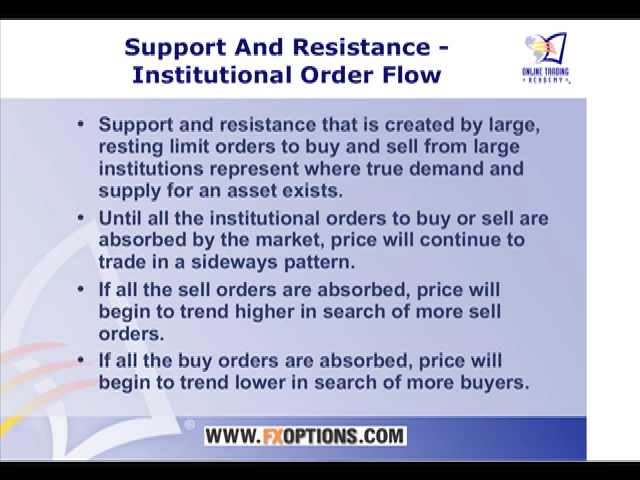 Support And Resistance -
Institutional Order Flow
ONLINE TRADING
ACADEMY
• Support and resistance that is created by large,
resting limit orders to buy and sell from large
institutions represent where true demand and
supply for an asset exists.
• Until all the institutional orders to buy or sell are
absorbed by the market, price will continue to
trade in a sideways pattern.
• If all the sell orders are absorbed, price will
begin to trend higher in search of more sell
orders.
• If all the buy orders are absorbed, price will
begin to trend lower in search of more buyers.
®
WWW.FXOPTIONS.COM